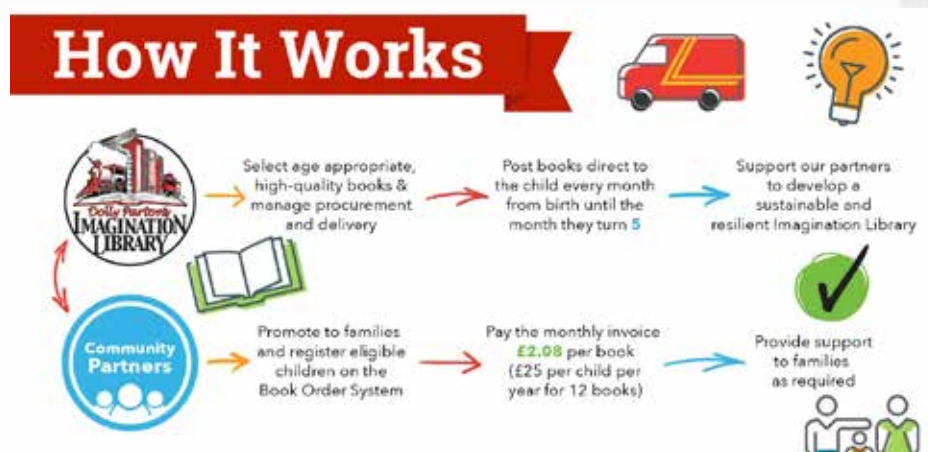 How It Works
Dolly Parton's
IMAGINATION
LIBRARY
Select age appropriate,
high-quality books &
manage procurement
and delivery
Post books direct to
the child every month
from birth until the
month they turn 5
Support our partners
to develop a
sustainable and
resilient Imagination Library
Community
Partners
Promote to families
and register eligible
children on the
Book Order System
Pay the monthly invoice
£2.08 per book
(£25 per child per
year for 12 books)
Provide support
to families
as required